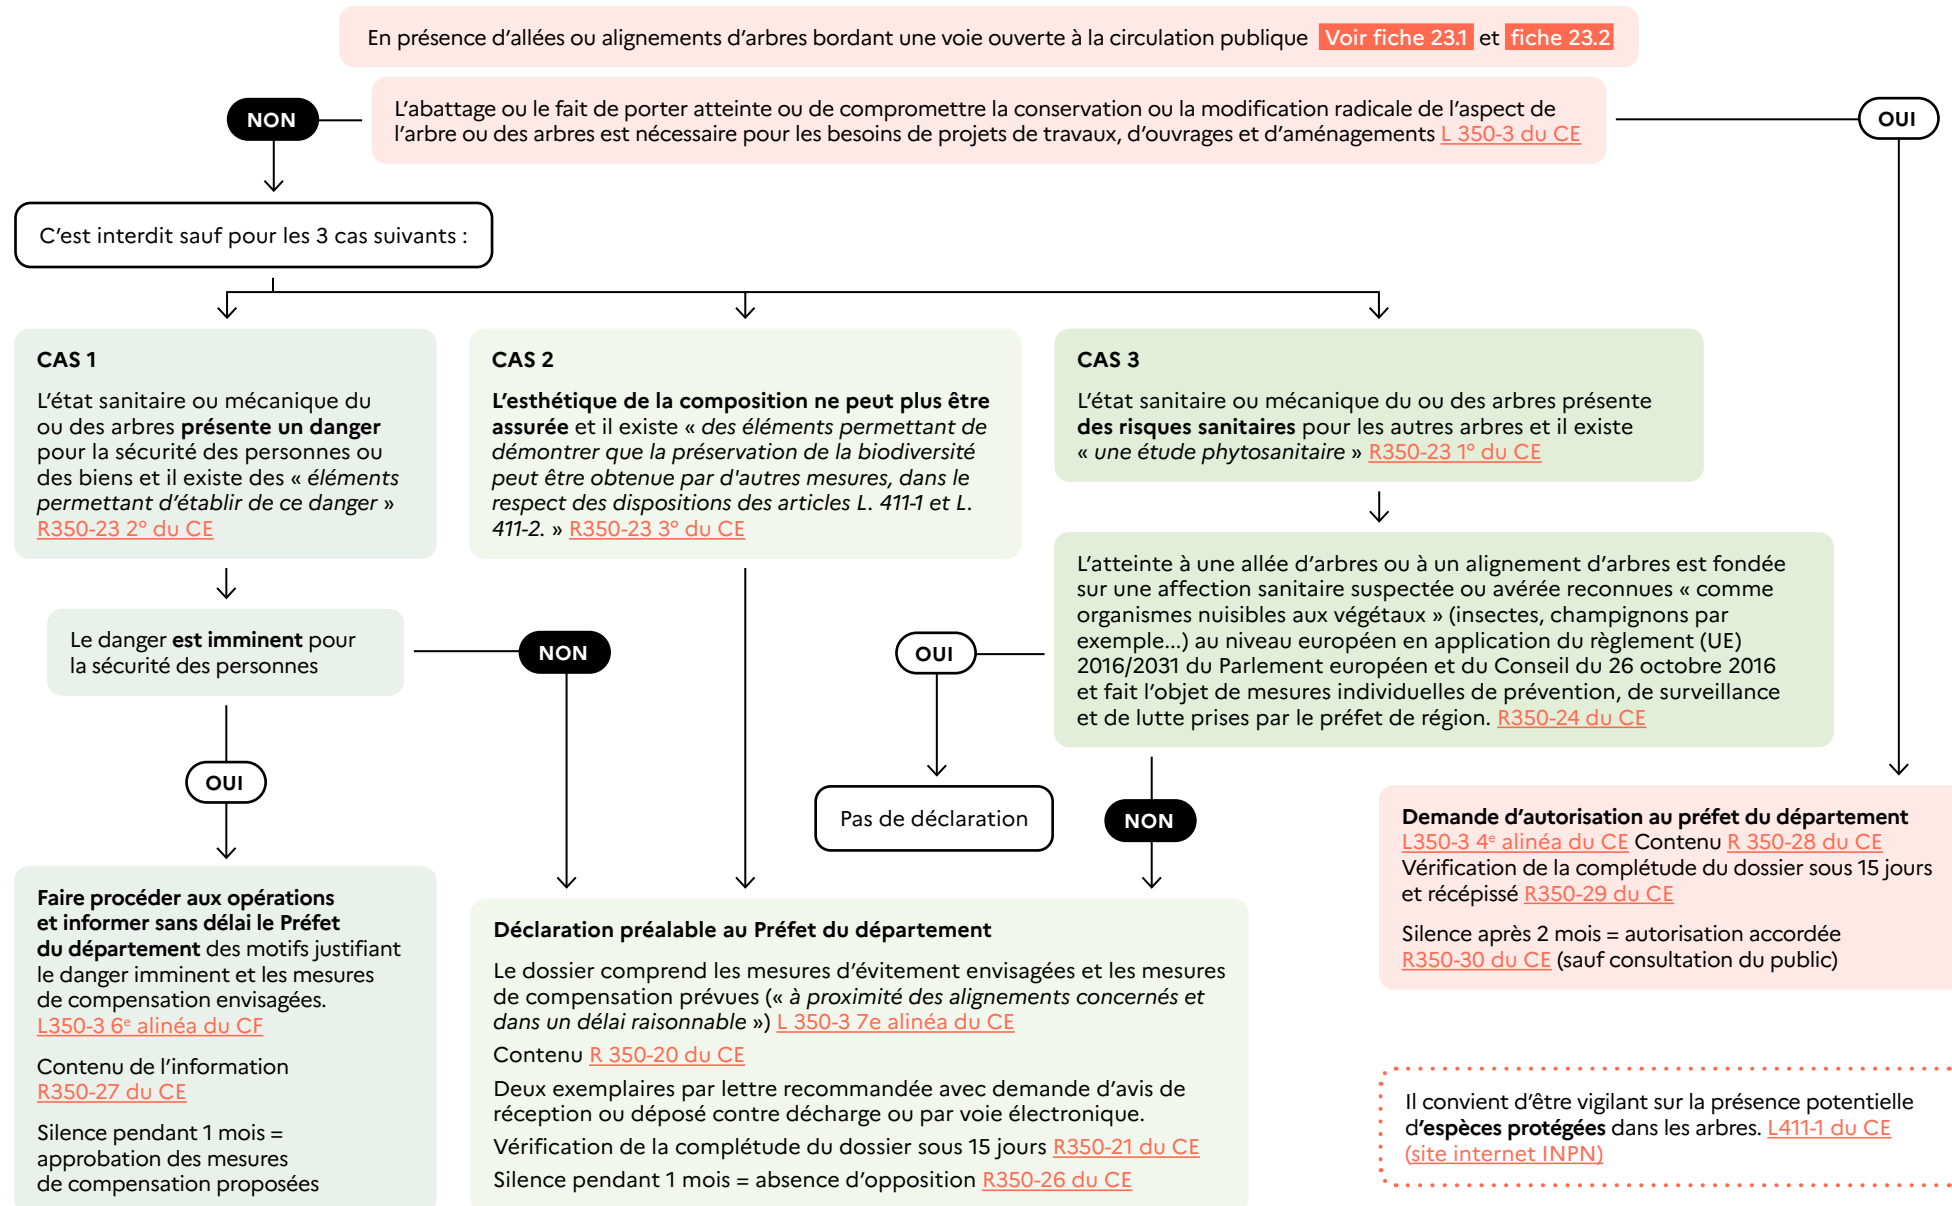 En présence d'allées ou alignements d'arbres bordant une voie ouverte à la circulation publique Voir fiche 23.1 et fiche 23.2
NON
L'abattage ou le fait de porter atteinte ou de compromettre la conservation ou la modification radicale de l'aspect de
l'arbre ou des arbres est nécessaire pour les besoins de projets de travaux, d'ouvrages et d'aménagements L 350-3 du CE
OUI
C'est interdit sauf pour les 3 cas suivants :
CAS 1
L'état sanitaire ou mécanique du
ou des arbres présente un danger
pour la sécurité des personnes ou
des biens et il existe des « éléments
permettant d'établir de ce danger »
R350-23 2° du CE
CAS 2
L'esthétique de la composition ne peut plus être
assurée et il existe « des éléments permettant de
démontrer que la préservation de la biodiversité
peut être obtenue par d'autres mesures, dans le
respect des dispositions des articles L. 411-1 et L.
411-2. » R350-23 3° du CE
CAS 3
L'état sanitaire ou mécanique du ou des arbres présente
des risques sanitaires pour les autres arbres et il existe
« une étude phytosanitaire » R350-23 1° du CE
Le danger est imminent pour
la sécurité des personnes
NON
OUI
L'atteinte à une allée d'arbres ou à un alignement d'arbres est fondée
sur une affection sanitaire suspectée ou avérée reconnues « comme
organismes nuisibles aux végétaux » (insectes, champignons par
exemple...) au niveau européen en application du règlement (UE)
2016/2031 du Parlement européen et du Conseil du 26 octobre 2016
et fait l'objet de mesures individuelles de prévention, de surveillance
et de lutte prises par le préfet de région. R350-24 du CE
OUI
Pas de déclaration
NON
Faire procéder aux opérations
et informer sans délai le Préfet
du département des motifs justifiant
le danger imminent et les mesures
de compensation envisagées.
L350-3 6e alinéa du CF
Contenu de l'information
R350-27 du CE
Silence pendant 1 mois =
approbation des mesures
de compensation proposées
Déclaration préalable au Préfet du département
Le dossier comprend les mesures d'évitement envisagées et les mesures
de compensation prévues (« à proximité des alignements concernés et
dans un délai raisonnable ») L 350-3 7e alinéa du CE
Contenu R 350-20 du CE
Deux exemplaires par lettre recommandée avec demande d'avis de
réception ou déposé contre décharge ou par voie électronique.
Vérification de la complétude du dossier sous 15 jours R350-21 du CE
Silence pendant 1 mois = absence d'opposition R350-26 du CE
Demande d'autorisation au préfet du département
L350-3 4e alinéa du CE Contenu R 350-28 du CE
Vérification de la complétude du dossier sous 15 jours
et récépissé R350-29 du CE
Silence après 2 mois = autorisation accordée
R350-30 du CE (sauf consultation du public)
Il convient d'être vigilant sur la présence potentielle
d'espèces protégées dans les arbres. L411-1 du CE
(site internet INPN)